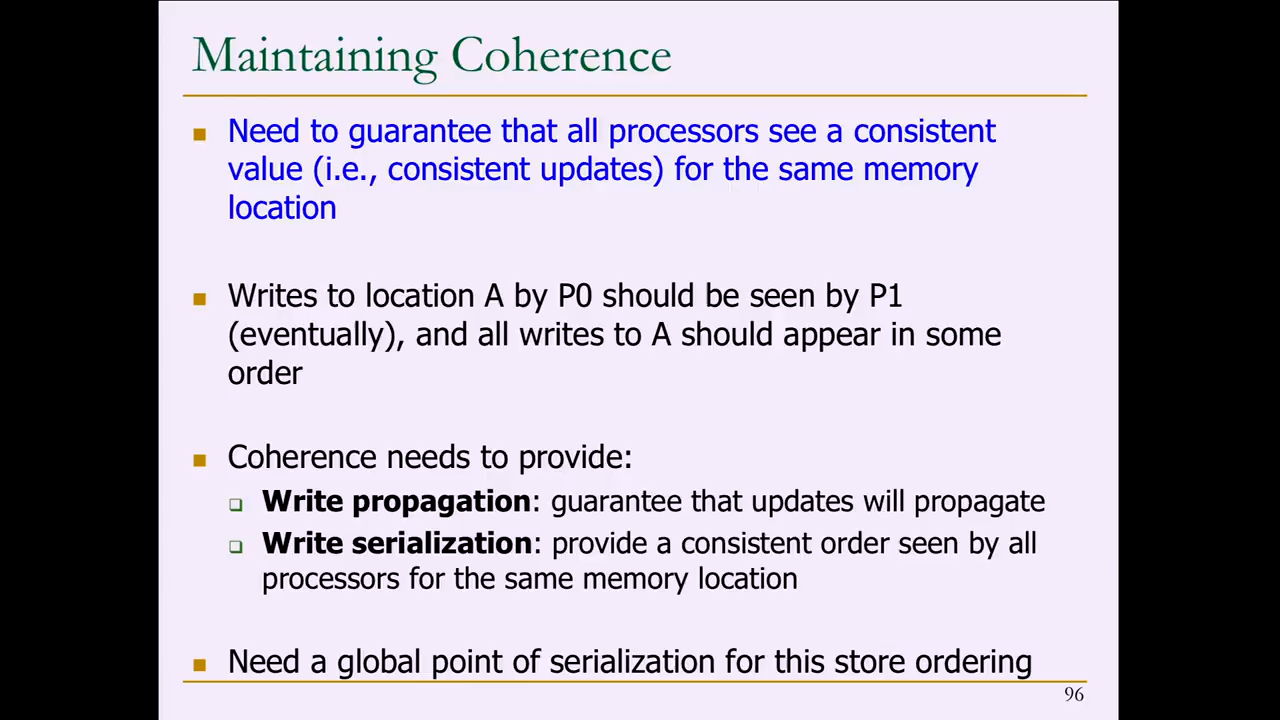 Maintaining Coherence
Need to guarantee that all processors see a consistent
value (i.e., consistent updates) for the same memory
location
Writes to location A by P0 should be seen by P1
(eventually), and all writes to A should appear in some
order
Coherence needs to provide:
Write propagation: guarantee that updates will propagate
Write serialization: provide a consistent order seen by all
processors for the same memory location
Need a global point of serialization for this store ordering
96